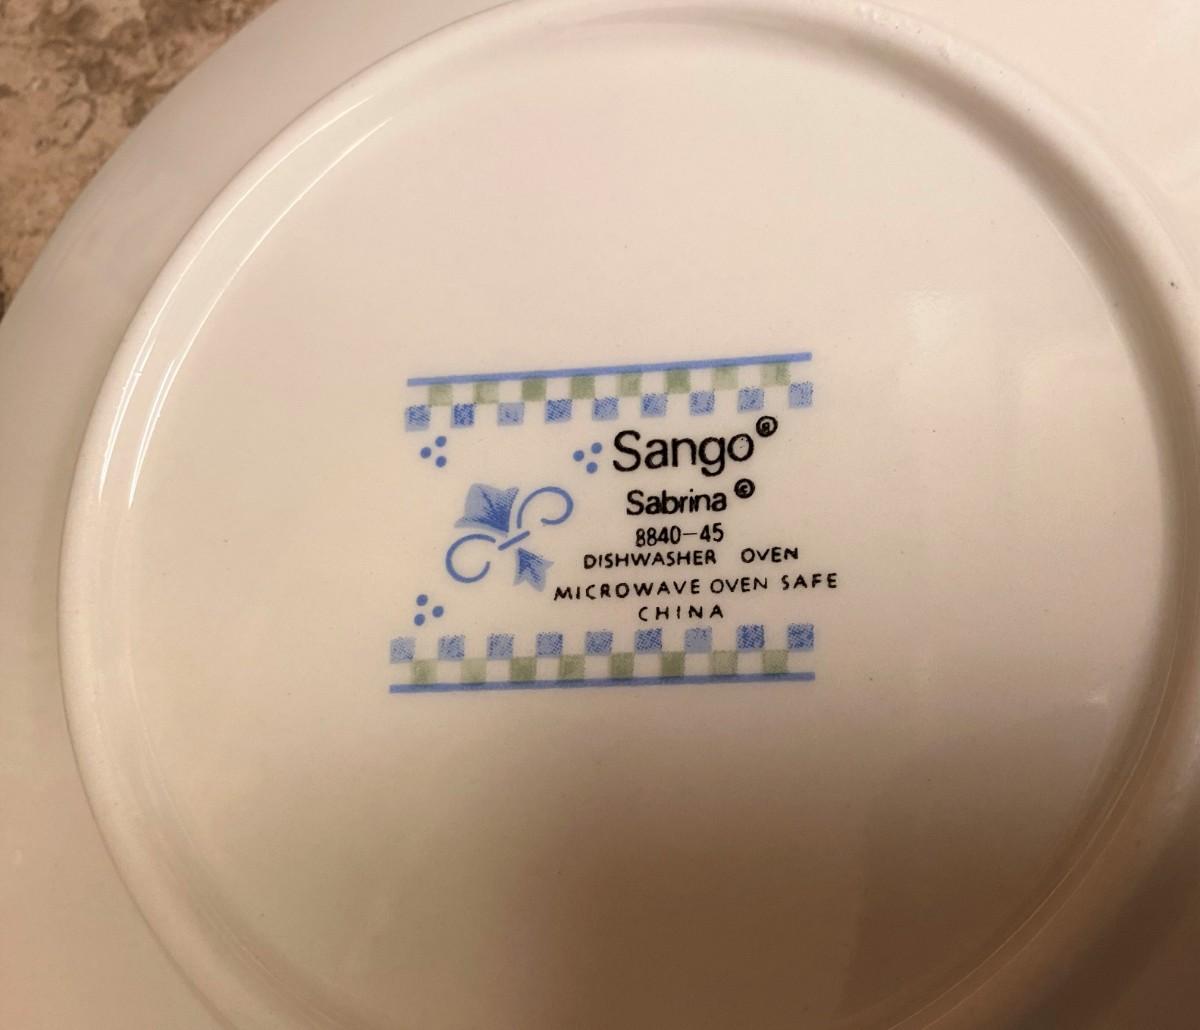 Sango®
Sabrina©
8840-45
DISHWASHER OVEN
MICROWAVE OVEN SAFE
CHINA